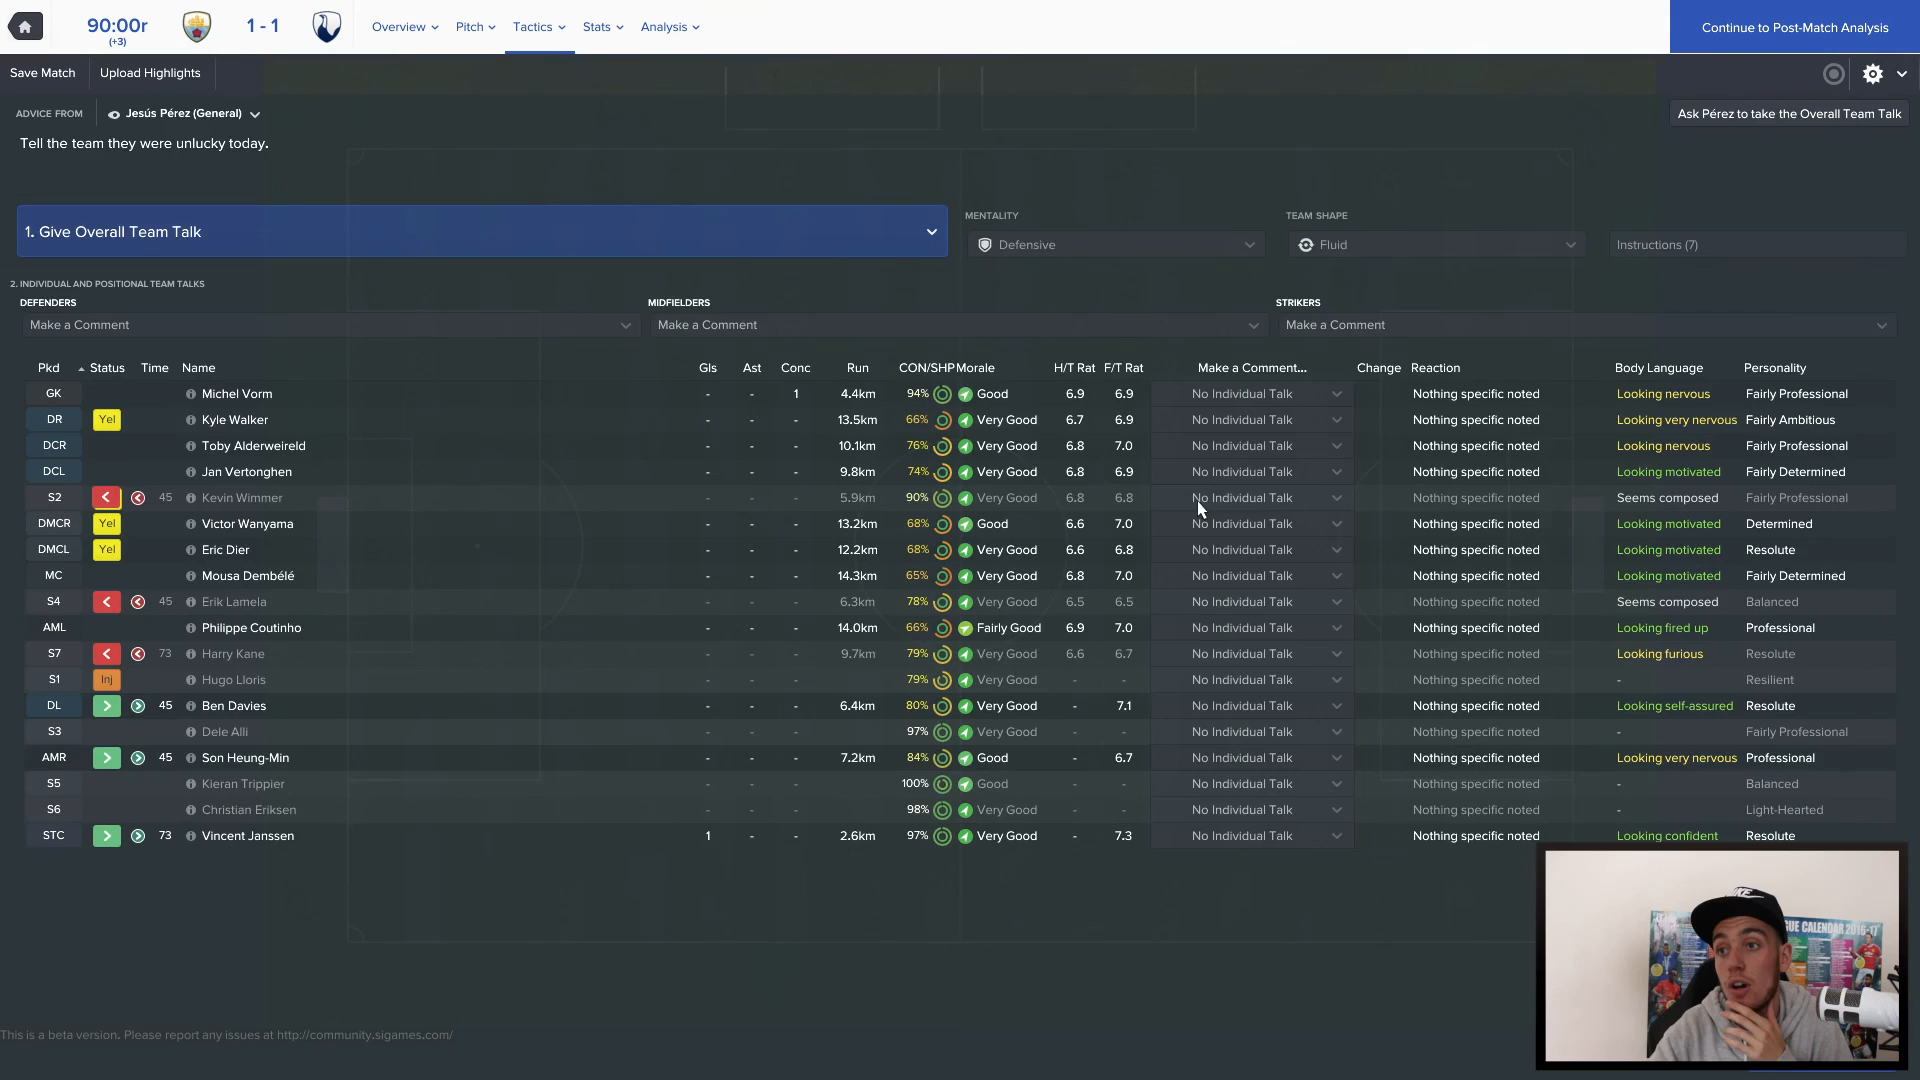 90:00r 1 - 1 Overview Pitch Tactics Stats Analysis Continue to Post-Match Analysis
(+3)
Save Match Upload Highlights
ADVICE FROM Jesús Pérez (General) Ask Pérez to take the Overall Team Talk
Tell the team they were unlucky today.
MENTALITY TEAM SHAPE
1. Give Overall Team Talk Defensive Fluid Instructions (7)
2. INDIVIDUAL AND POSITIONAL TEAM TALKS
DEFENDERS MIDFIELDERS STRIKERS
Make a Comment Make a Comment Make a Comment
Pkd Status Time Name Gls Ast Conc Run CON/SHP Morale H/T Rat F/T Rat Make a Comment... Change Reaction Body Language Personality
GK Michel Vorm - - 1 4.4km 94% Good 6.9 6.9 No Individual Talk Nothing specific noted Looking nervous Fairly Professional
DR Yel Kyle Walker - - - 13.5km 66% Very Good 6.7 6.9 No Individual Talk Nothing specific noted Looking very nervous Fairly Ambitious
DCR Toby Alderweireld - - - 10.1km 76% Very Good 6.8 7.0 No Individual Talk Nothing specific noted Looking nervous Fairly Professional
DCL Jan Vertonghen - - - 9.8km 74% Very Good 6.8 6.9 No Individual Talk Nothing specific noted Looking motivated Fairly Determined
S2 45 Kevin Wimmer - - - 5.9km 90% Very Good 6.8 6.8 No Individual Talk Nothing specific noted Seems composed Fairly Professional
DMCR Yel Victor Wanyama - - - 13.2km 68% Good 6.6 7.0 No Individual Talk Nothing specific noted Looking motivated Determined
DMCL Yel Eric Dier - - - 12.2km 68% Very Good 6.6 6.8 No Individual Talk Nothing specific noted Looking motivated Resolute
MC Mousa Dembélé - - - 14.3km 65% Very Good 6.8 7.0 No Individual Talk Nothing specific noted Looking motivated Fairly Determined
S4 45 Erik Lamela - - - 6.3km 78% Very Good 6.5 6.5 No Individual Talk Nothing specific noted Seems composed Balanced
AML Philippe Coutinho - - - 14.0km 66% Fairly Good 6.9 7.0 No Individual Talk Nothing specific noted Looking fired up Professional
S7 73 Harry Kane - - - 9.7km 79% Very Good 6.6 6.7 No Individual Talk Nothing specific noted Looking furious Resolute
S1 Inj Hugo Lloris - - - 79% Very Good - - No Individual Talk Nothing specific noted - Resilient
DL 45 Ben Davies - - - 6.4km 80% Very Good - 7.1 No Individual Talk Nothing specific noted Looking self-assured Resolute
S3 Dele Alli - - - 97% Very Good - - No Individual Talk Nothing specific noted - Fairly Professional
AMR 45 Son Heung-Min - - - 7.2km 84% Good - 6.7 No Individual Talk Nothing specific noted Looking very nervous Professional
S5 Kieran Trippier - - - 100% Good - - No Individual Talk Nothing specific noted - Balanced
S6 Christian Eriksen - - - 98% Very Good - - No Individual Talk Nothing specific noted - Light-Hearted
STC 73 Vincent Janssen 1 - - 2.6km 97% Very Good - 7.3 No Individual Talk Nothing specific noted Looking confident Resolute
CALENDAR 2016-17
This is a beta version. Please report any issues at http://community.sigames.com/